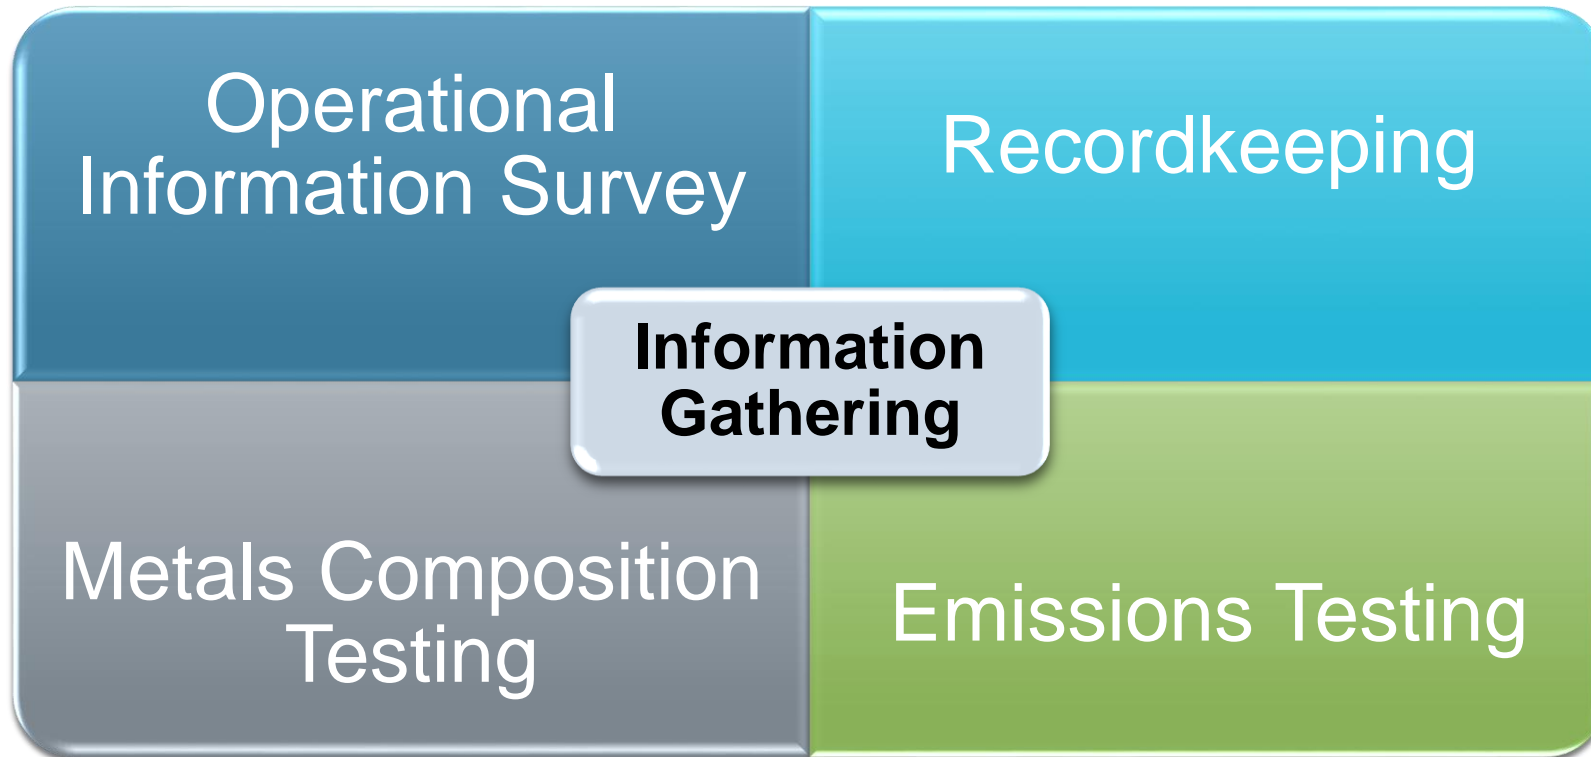 Operational
Information Survey
Recordkeeping
Information
Gathering
Metals Composition
Testing
Emissions Testing